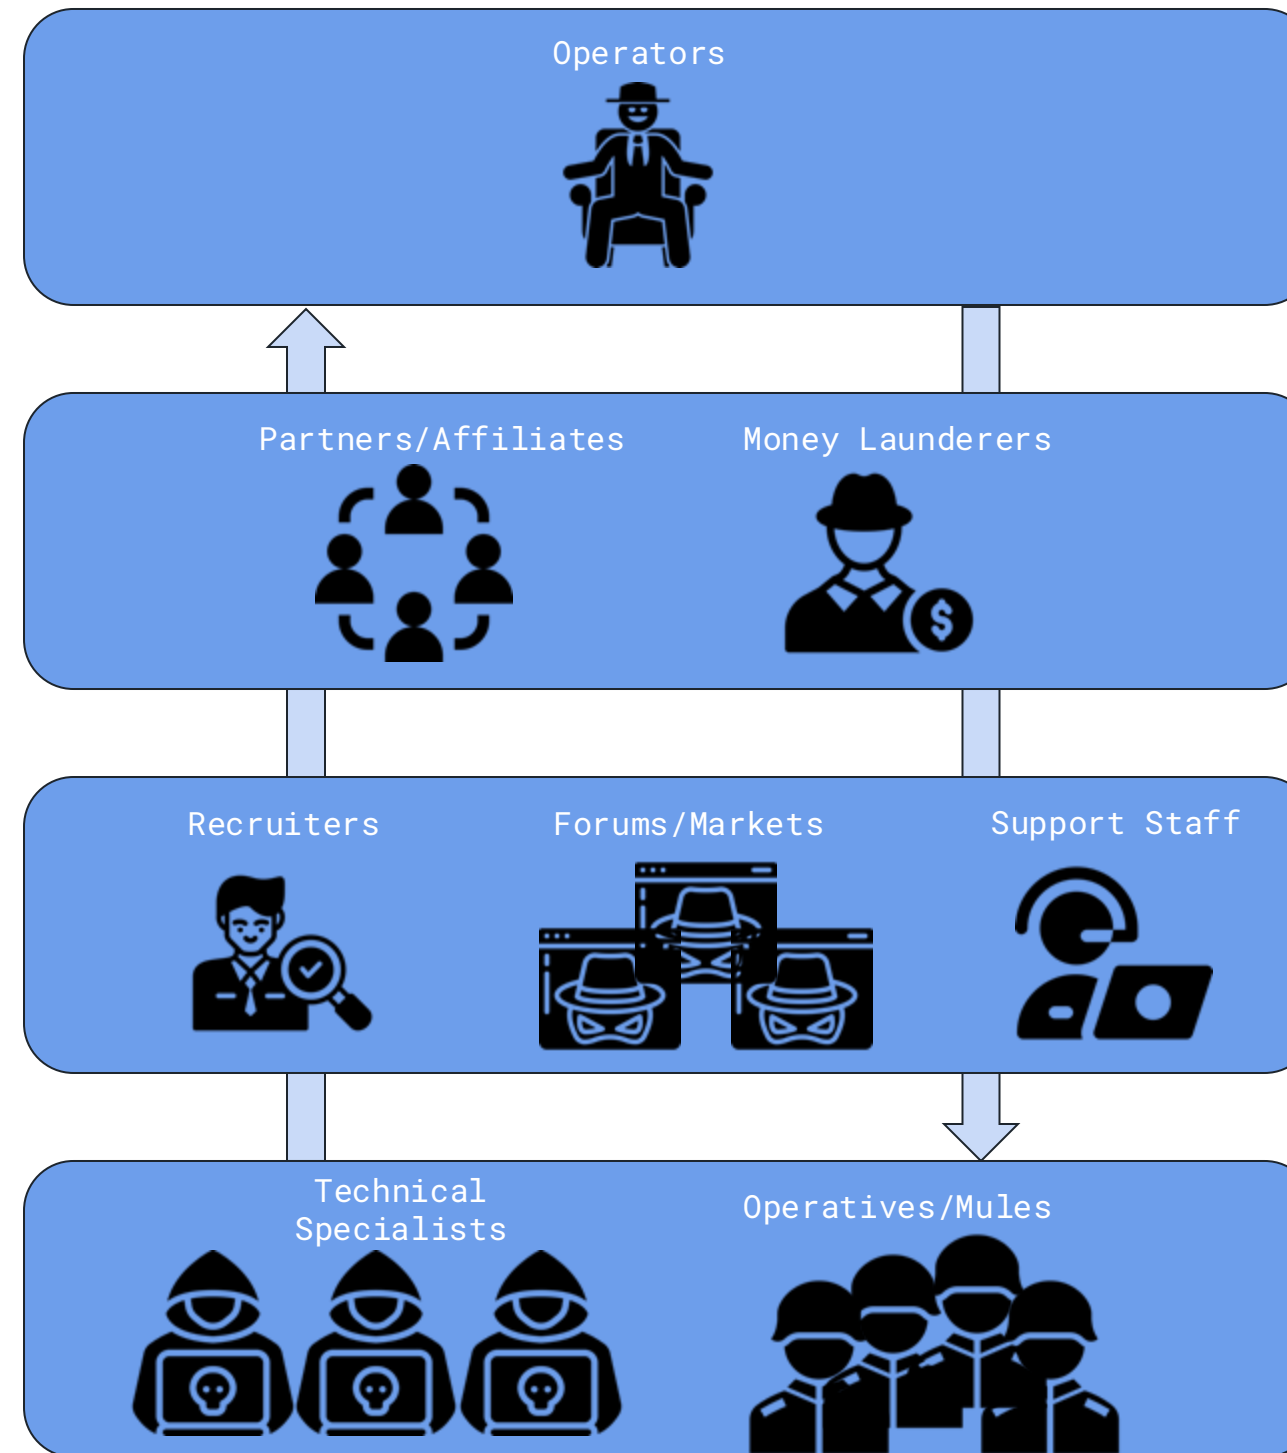 Operators
Partners/Affiliates
Money Launderers
Recruiters
Forums/Markets
Support Staff
Technical
Specialists
Operatives/Mules